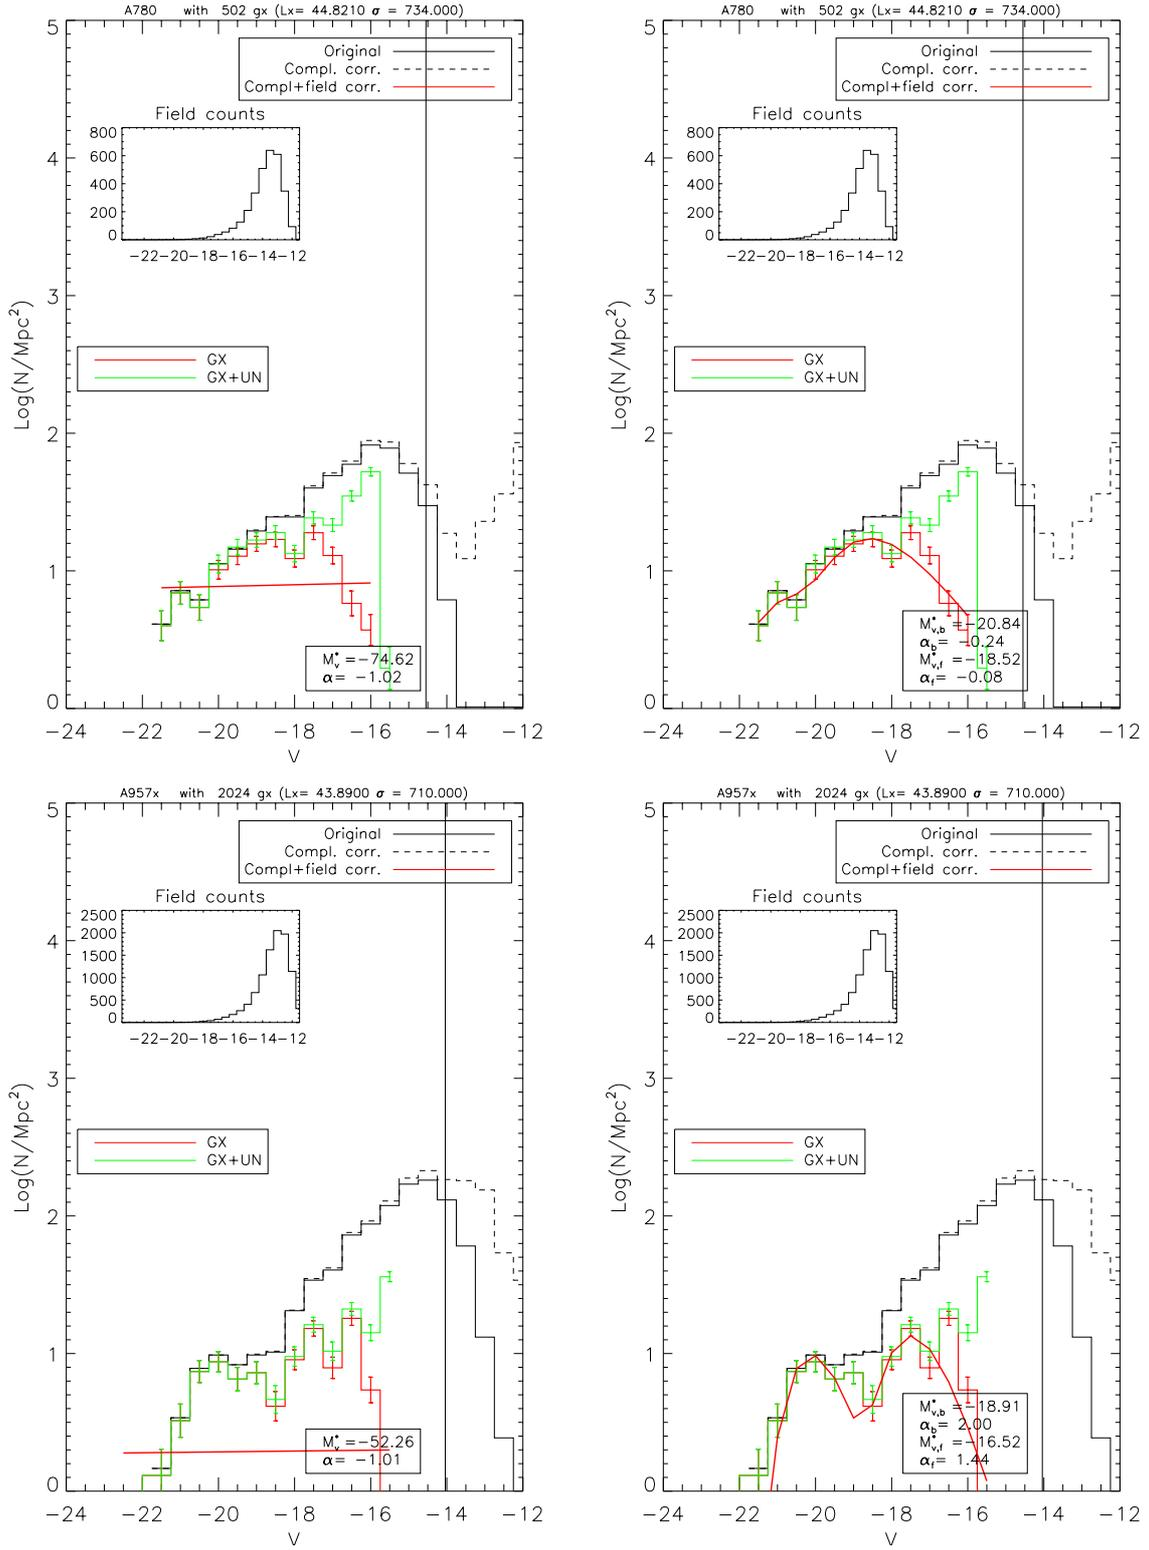 A780 with 502 gx (Lx= 44.8210 σ = 734.000)
5
Original
Compl. corr.
Compl+field corr.
Field counts
800
600
400
200
0
−22−20−18−16−14−12
4
3
GX
GX+UN
2
1
0
M*v =−74.62
α= −1.02
Log(N/Mpc²)
−24 −22 −20 −18 −16 −14 −12
V
A780 with 502 gx (Lx= 44.8210 σ = 734.000)
5
Original
Compl. corr.
Compl+field corr.
Field counts
800
600
400
200
0
−22−20−18−16−14−12
4
3
GX
GX+UN
2
1
0
M*v,b =−20.84
αb= −0.24
M*v,f =−18.52
αf= −0.08
Log(N/Mpc²)
−24 −22 −20 −18 −16 −14 −12
V
A957x with 2024 gx (Lx= 43.8900 σ = 710.000)
5
Original
Compl. corr.
Compl+field corr.
Field counts
2500
2000
1500
1000
500
0
−22−20−18−16−14−12
4
3
GX
GX+UN
2
1
0
M*v =−52.26
α= −1.01
Log(N/Mpc²)
−24 −22 −20 −18 −16 −14 −12
V
A957x with 2024 gx (Lx= 43.8900 σ = 710.000)
5
Original
Compl. corr.
Compl+field corr.
Field counts
2500
2000
1500
1000
500
0
−22−20−18−16−14−12
4
3
GX
GX+UN
2
1
0
M*v,b =−18.91
αb= 2.00
M*v,f =−16.52
αf= 1.44
Log(N/Mpc²)
−24 −22 −20 −18 −16 −14 −12
V